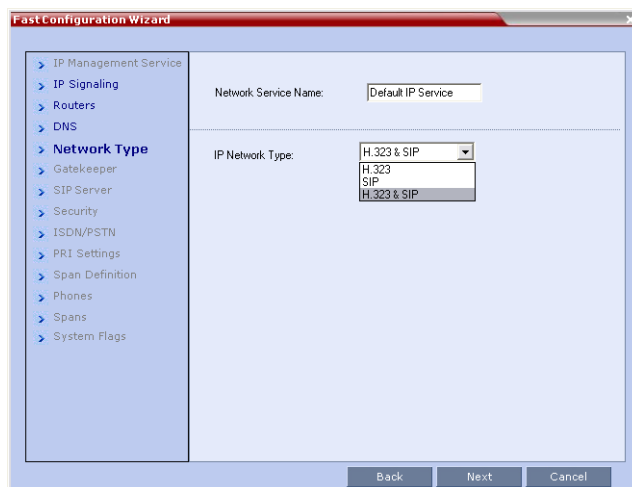 Fast Configuration Wizard
IP Management Service
IP Signaling
Routers
DNS
Network Type
Gatekeeper
SIP Server
Security
ISDN/PSTN
PRI Settings
Span Definition
Phones
Spans
System Flags
Network Service Name: Default IP Service
IP Network Type: H.323 & SIP
H.323
SIP
H.323 & SIP
Back Next Cancel